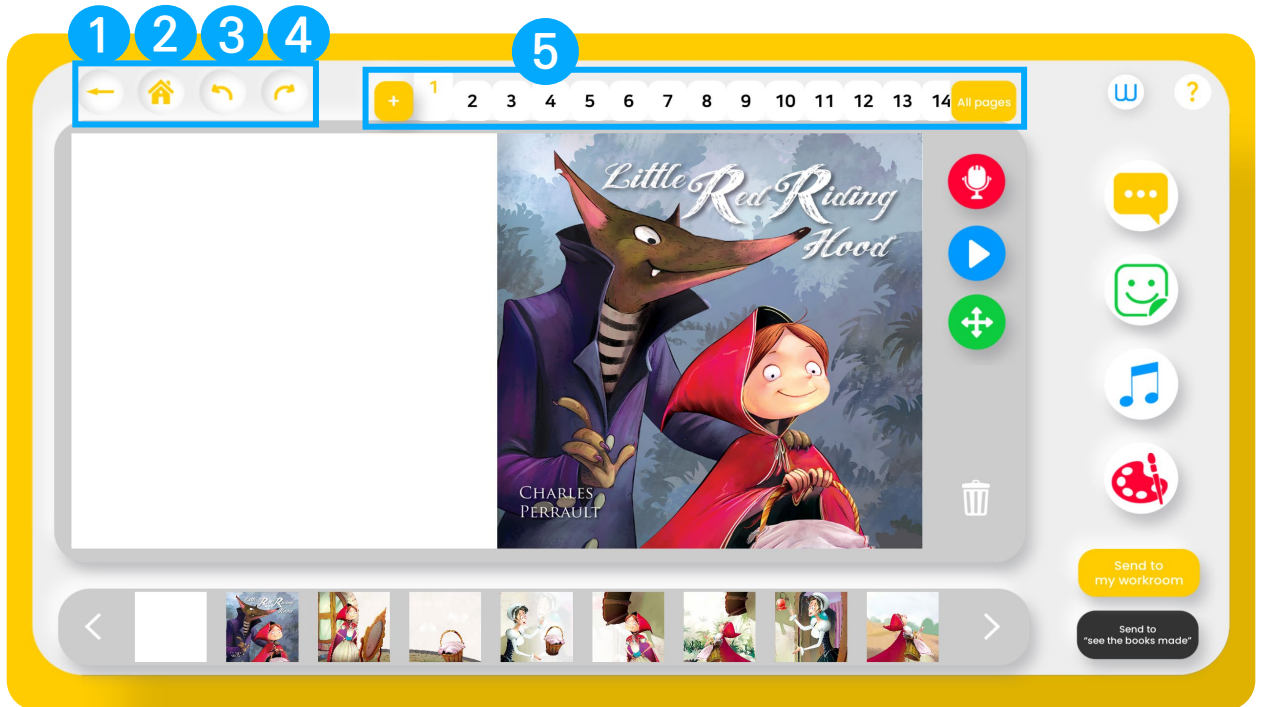 1 2 3 4
5
+ 1 2 3 4 5 6 7 8 9 10 11 12 13 14 All pages
W ?
Little Red Riding
Hood
CHARLES
PERRAULT
Send to
my workroom
Send to
"see the books made"